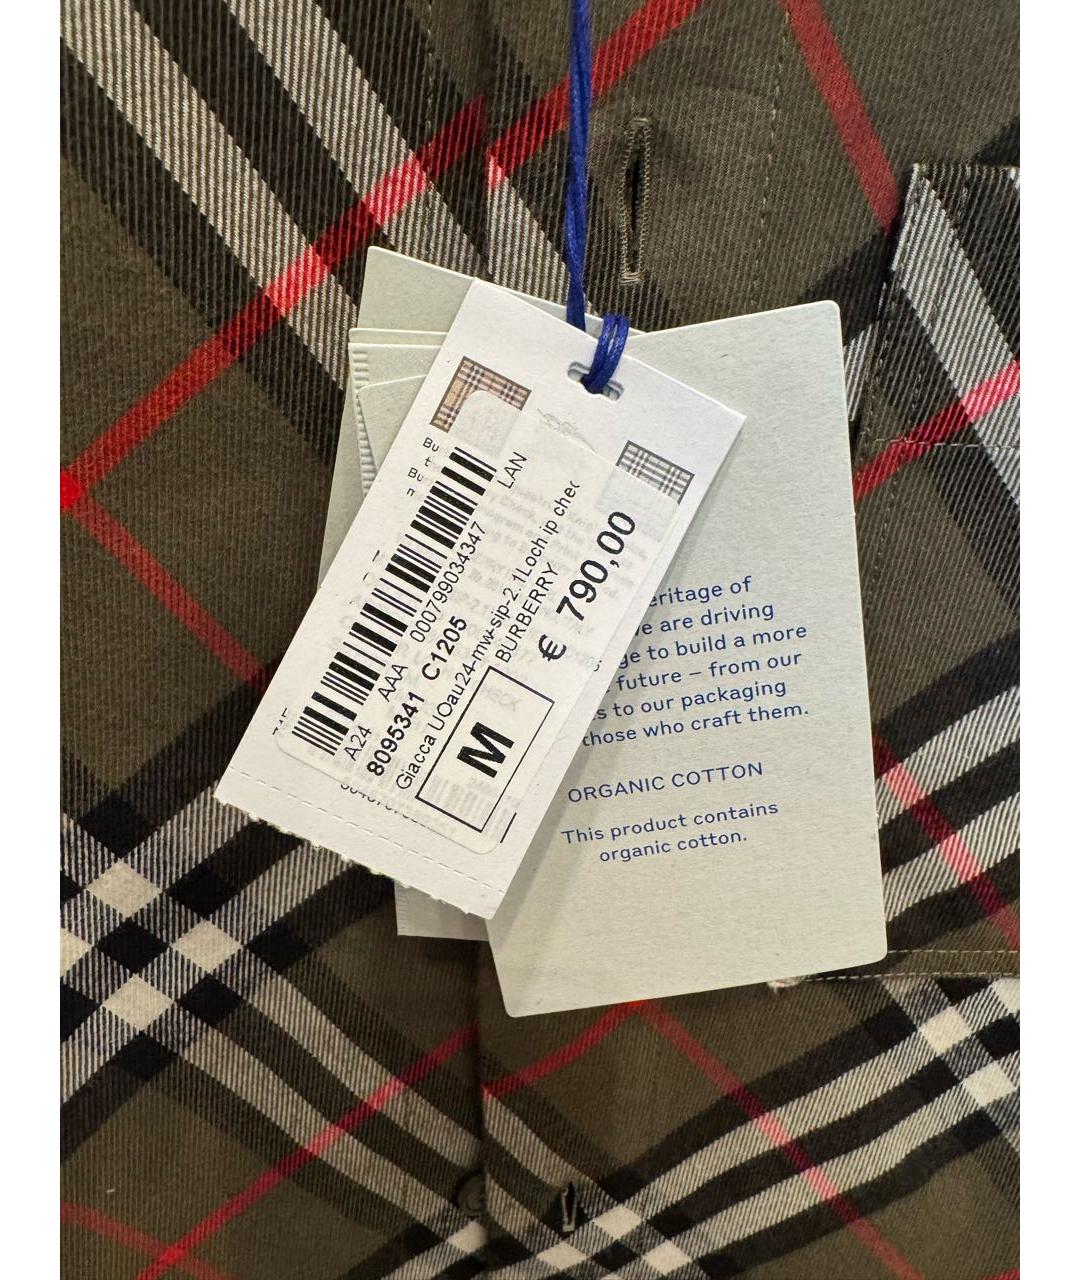 LAN
000799034347
A24 AAA
8095341 C1205
Giacca UOau24-mw-sip-2.1Loch ip chec
BURBERRY
€ 790,00
M
eritage of
e are driving
ge to build a more
future – from our
s to our packaging
those who craft them.
ORGANIC COTTON
This product contains
organic cotton.